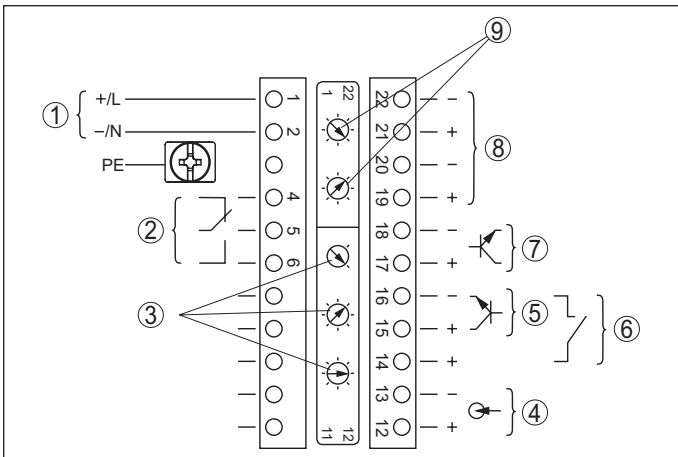 ⑨
① +/L 1 1 22 22 −
−/N 2 21 + ⑧
PE 20 −
4 19 +
② 5 18 − ⑦
6 17 +
③ 16 − ⑤ ⑥
15 +
14 +
13 − ④
11 12 12 +